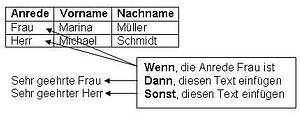 Anrede Vorname Nachname
Frau Marina Müller
Herr Michael Schmidt
Wenn, die Anrede Frau ist
Dann, diesen Text einfügen
Sonst, diesen Text einfügen
Sehr geehrte Frau
Sehr geehrter Herr